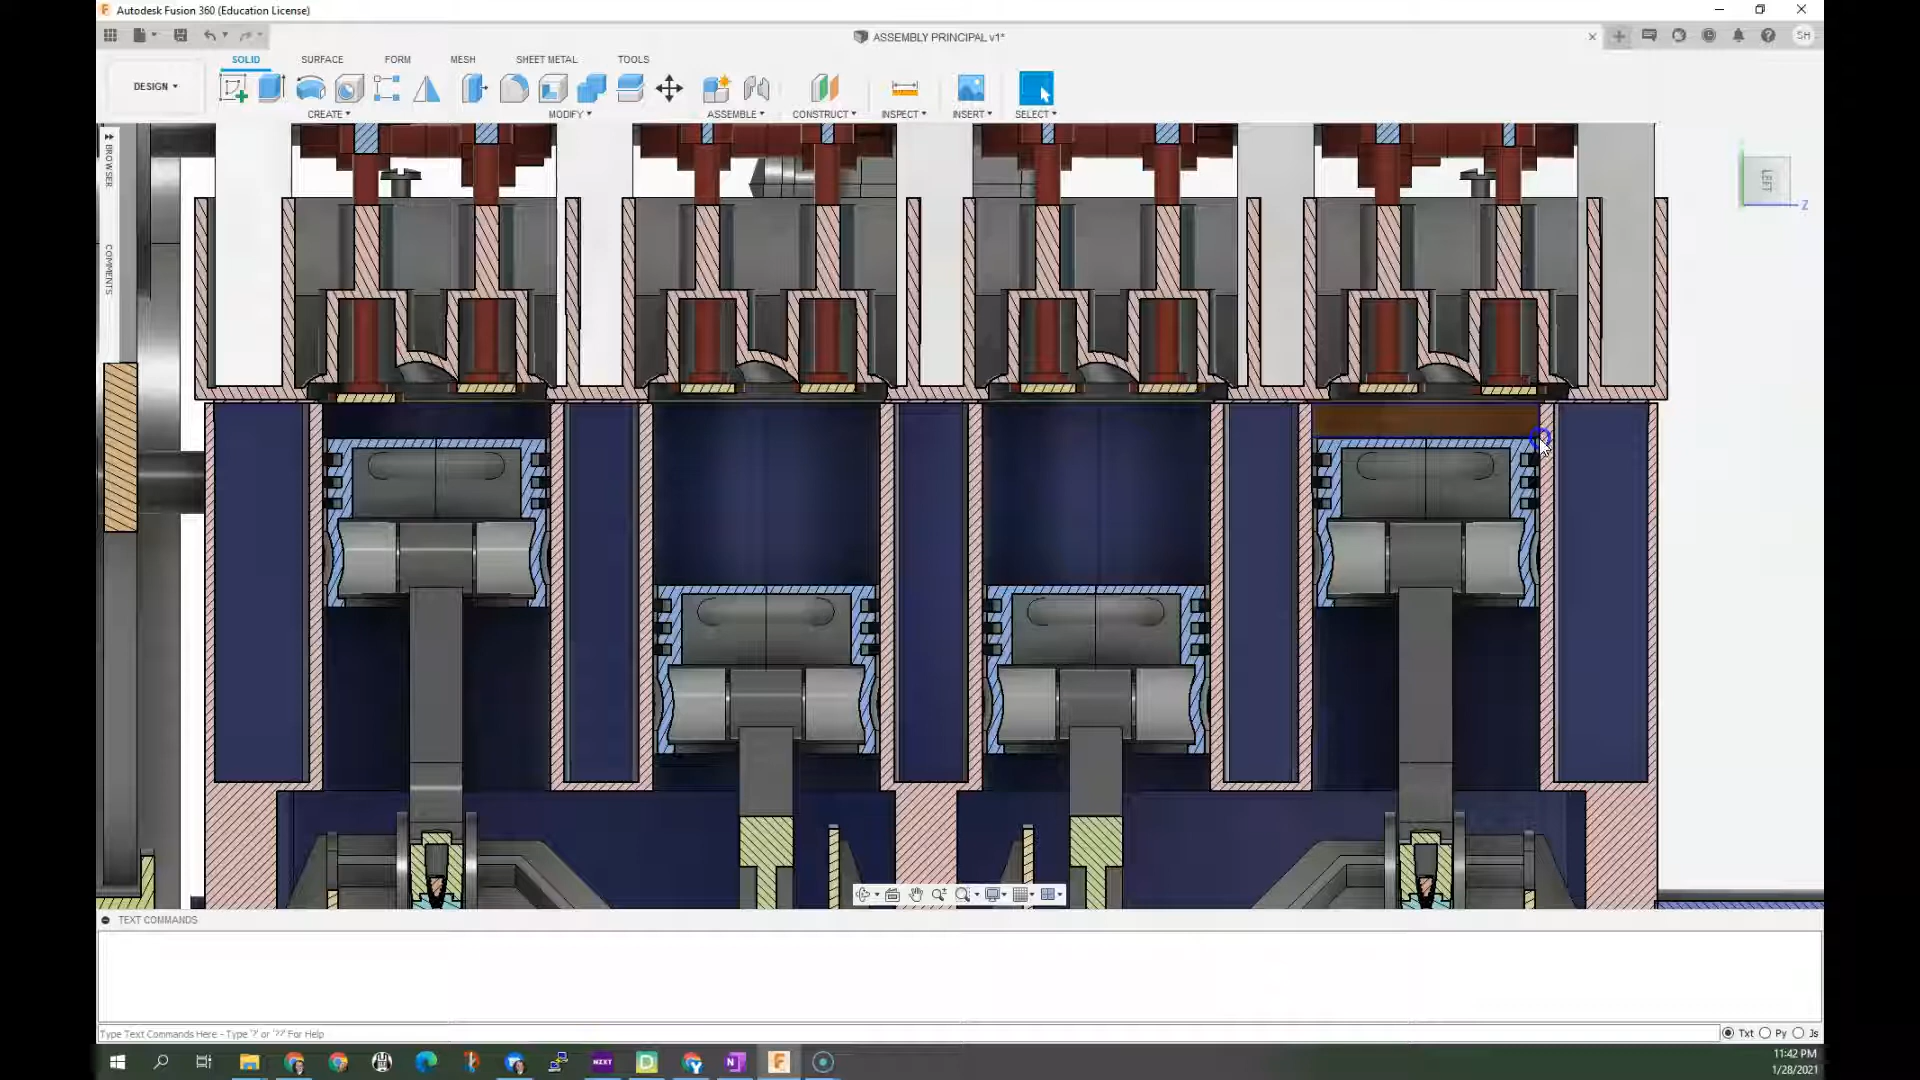 Autodesk Fusion 360 (Education License)
ASSEMBLY PRINCIPAL v1*
SH
SOLID SURFACE FORM MESH SHEET METAL TOOLS
DESIGN
CREATE MODIFY ASSEMBLE CONSTRUCT INSPECT INSERT SELECT
BROWSER
COMMENTS
LEFT
Z
TEXT COMMANDS
Type Text Commands Here - Type '?' or '??' For Help
Txt Py Js
NZXT
11:42 PM
1/28/2021